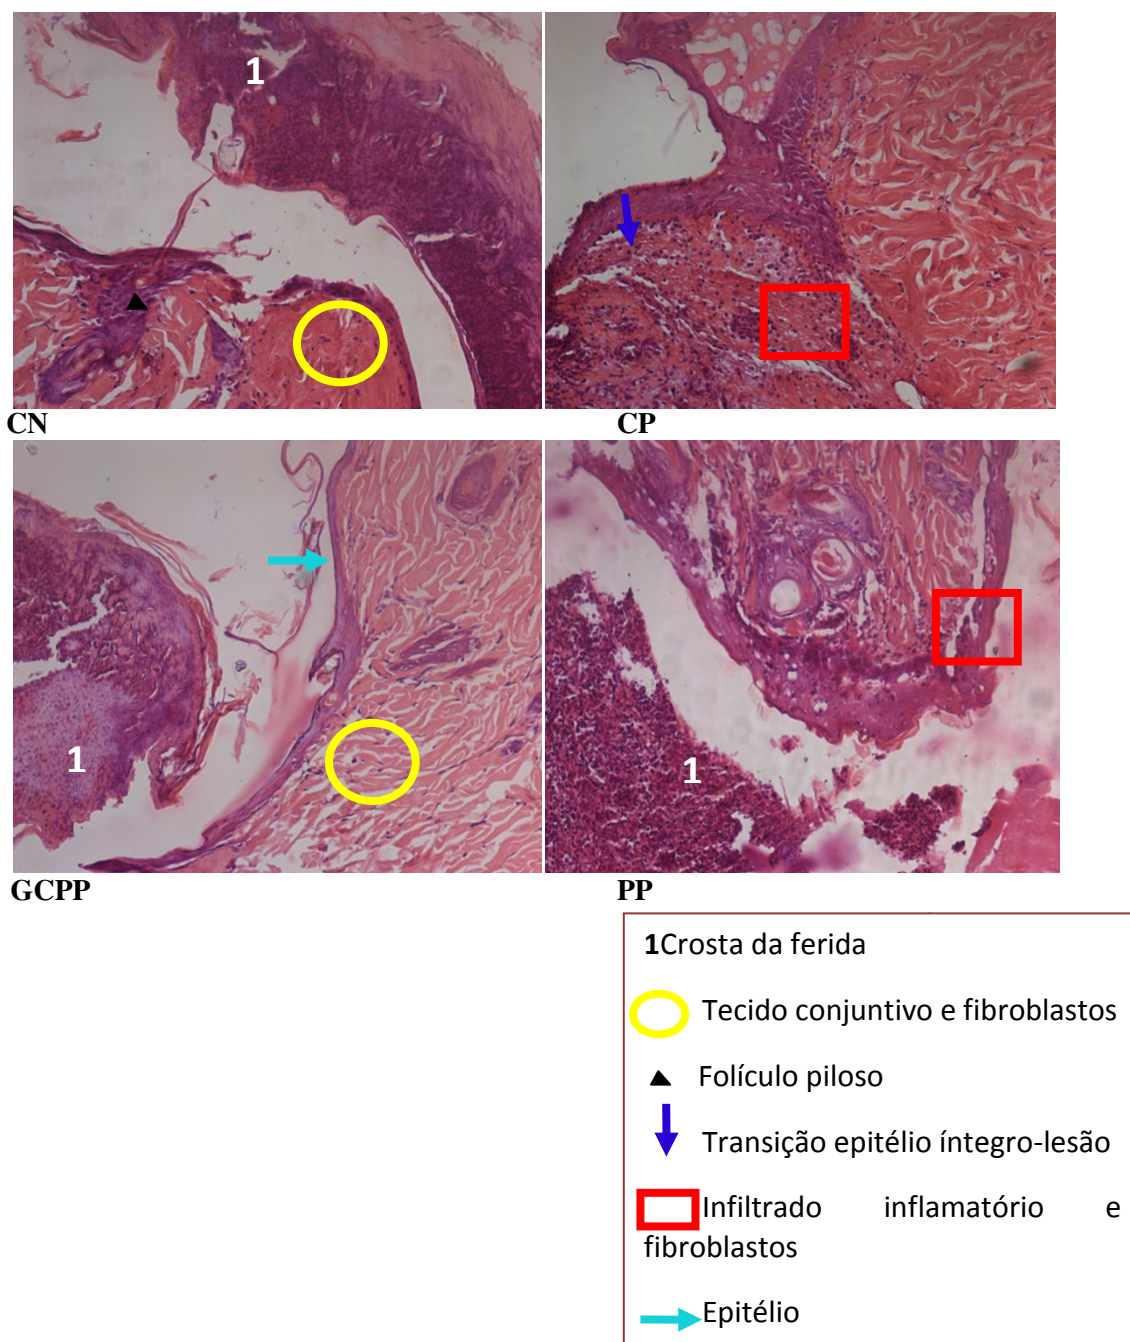 1
CN
CP
1
1
GCPP
PP
1Crosta da ferida
Tecido conjuntivo e fibroblastos
Folículo piloso
Transição epitélio íntegro-lesão
Infiltrado inflamatório e
fibroblastos
Epitélio